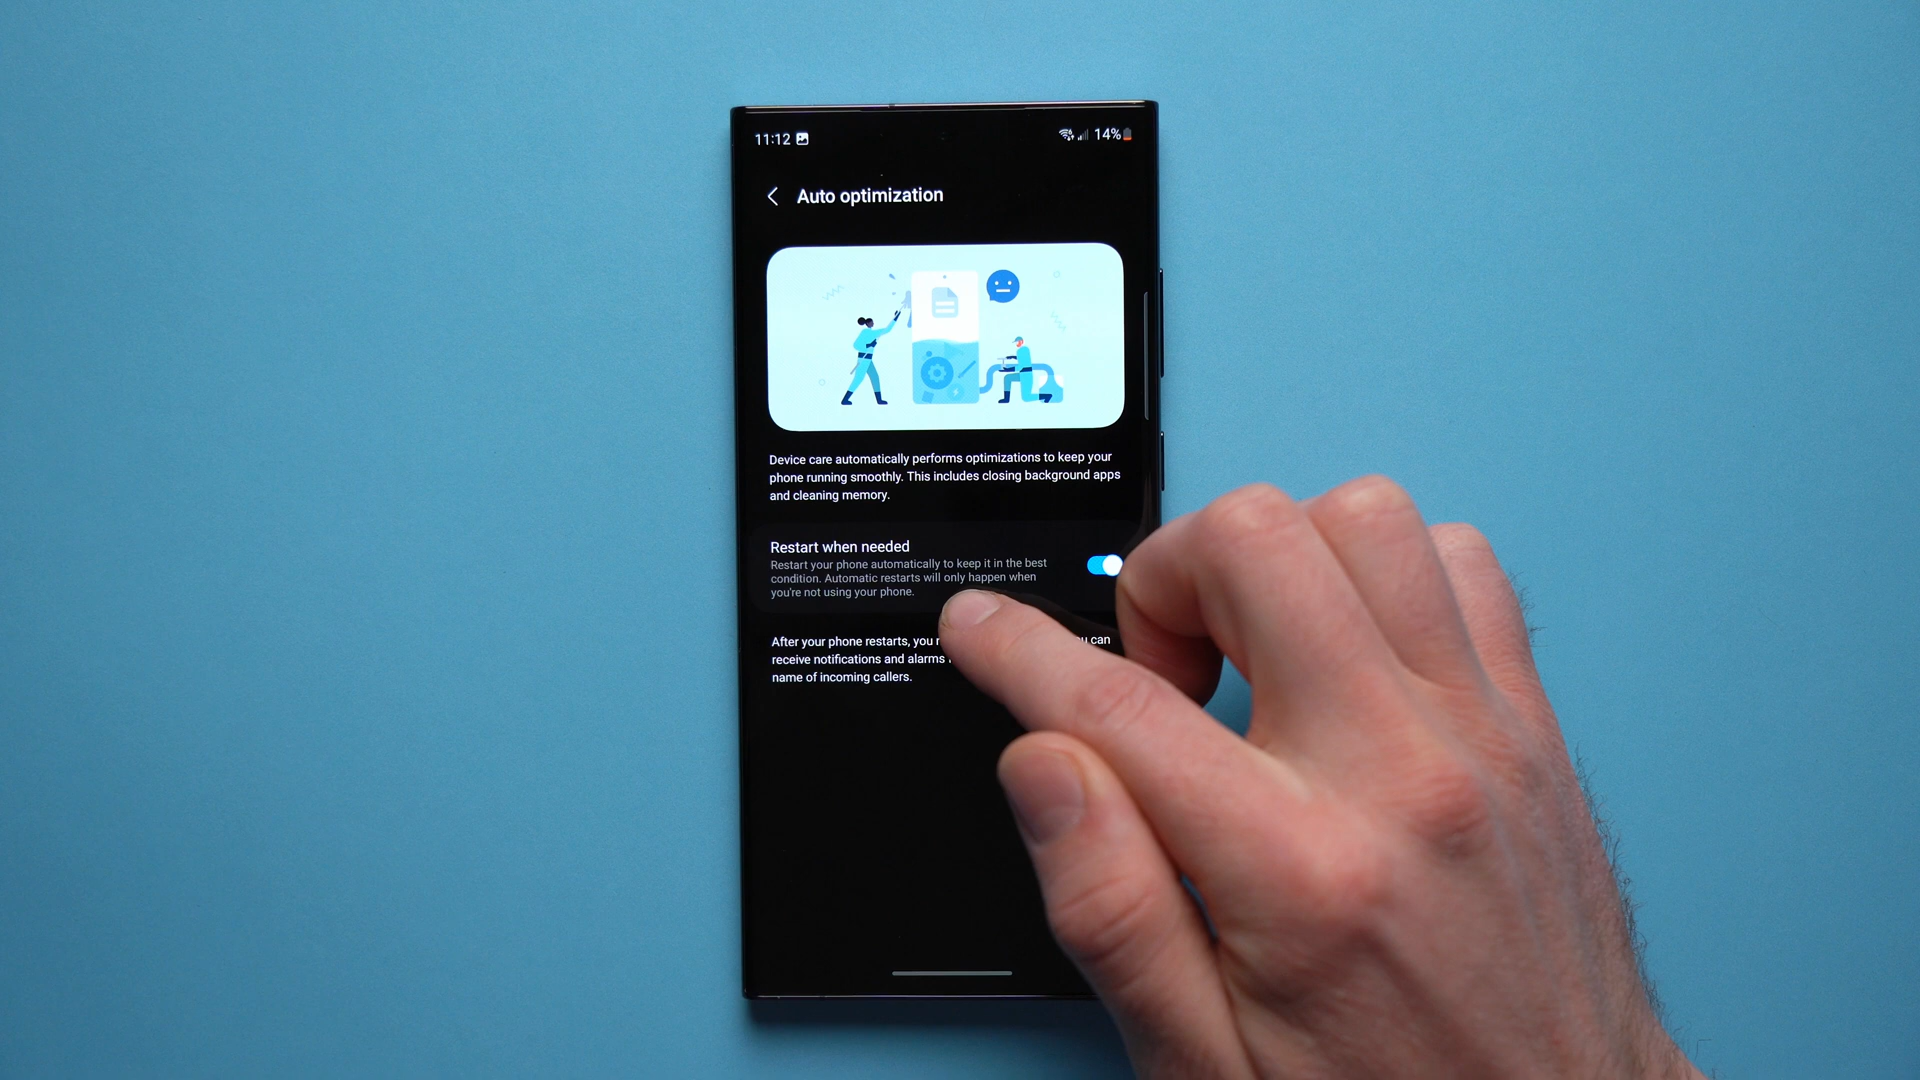 11:12
14%
Auto optimization
Device care automatically performs optimizations to keep your
phone running smoothly. This includes closing background apps
and cleaning memory.
Restart when needed
Restart your phone automatically to keep it in the best
condition. Automatic restarts will only happen when
you're not using your phone.
After your phone restarts, you can
receive notifications and alarms
name of incoming callers.